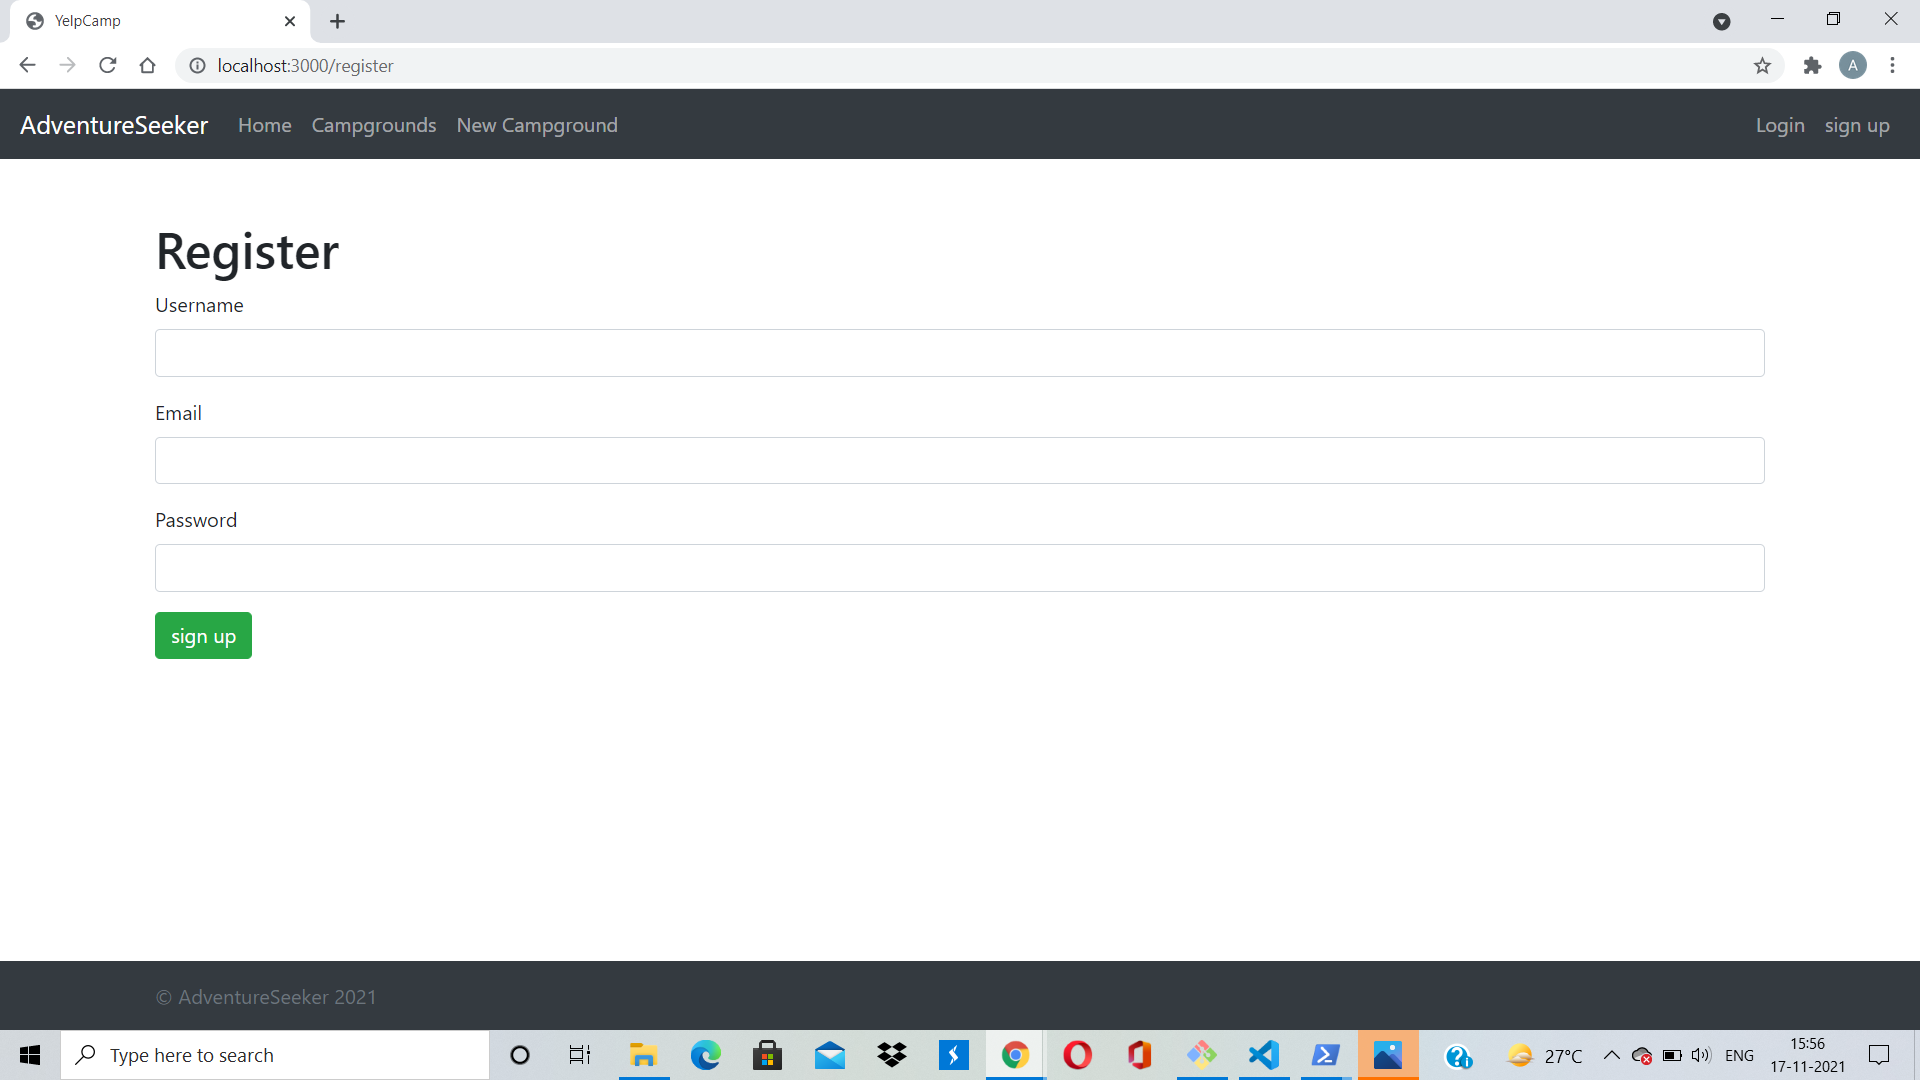 YelpCamp
localhost:3000/register
A
AdventureSeeker Home Campgrounds New Campground Login sign up
Register
Username
Email
Password
sign up
© AdventureSeeker 2021
Type here to search
27°C ENG 15:56
17-11-2021